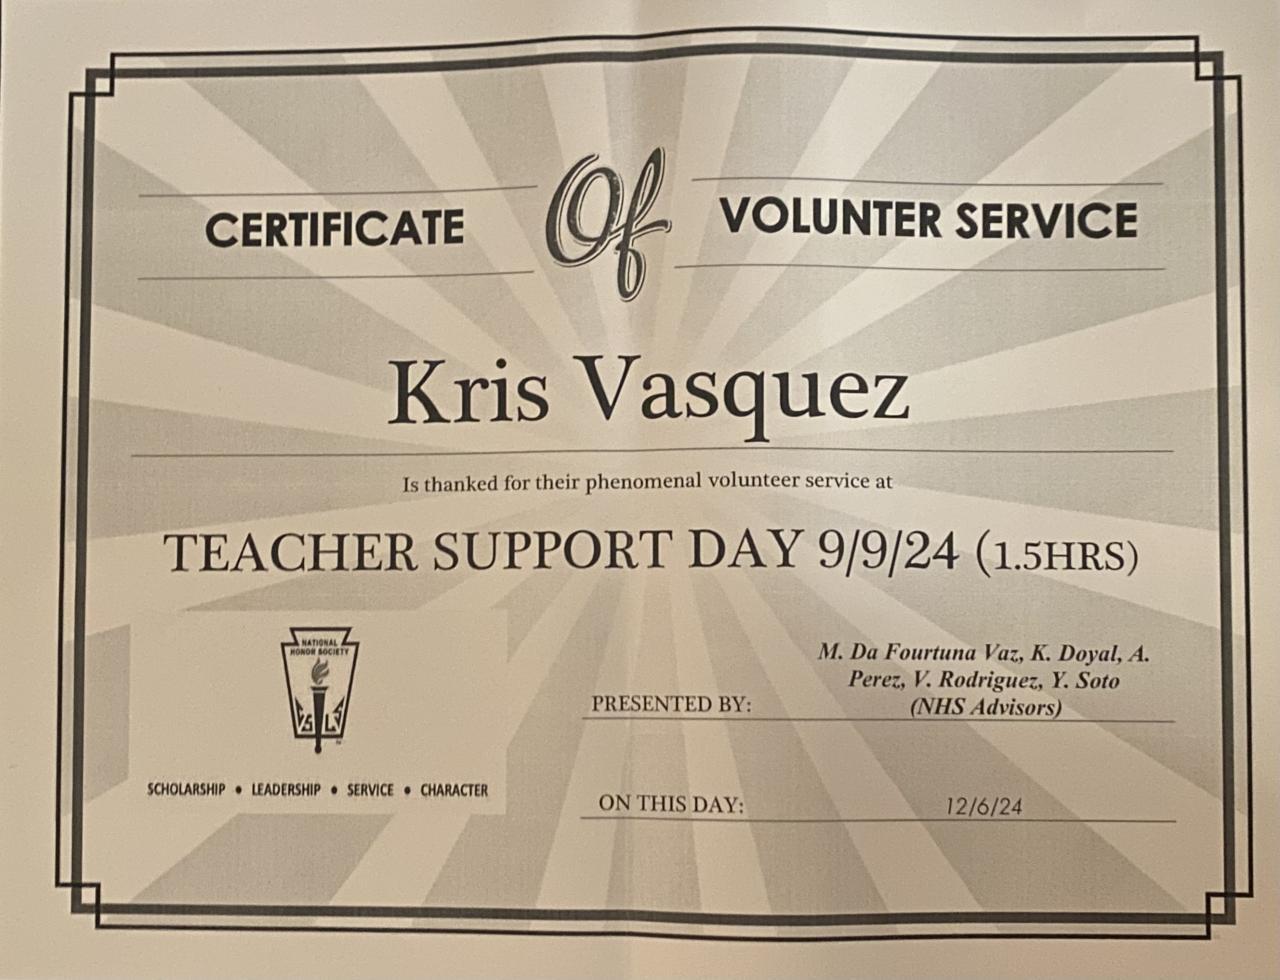 CERTIFICATE Of VOLUNTER SERVICE
Kris Vasquez
Is thanked for their phenomenal volunteer service at
TEACHER SUPPORT DAY 9/9/24 (1.5HRS)
NATIONAL
HONOR SOCIETY
SCHOLARSHIP • LEADERSHIP • SERVICE • CHARACTER
M. Da Fourtuna Vaz, K. Doyal, A.
Perez, V. Rodriguez, Y. Soto
PRESENTED BY: (NHS Advisors)
ON THIS DAY: 12/6/24